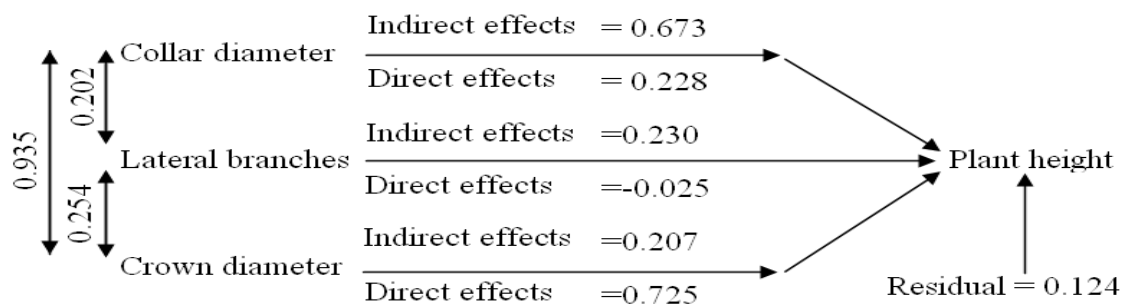 Indirect effects = 0.673
Collar diameter
Direct effects = 0.228
0.202
Indirect effects =0.230
0.935
Lateral branches
Plant height
Direct effects =-0.025
0.254
Indirect effects =0.207
Crown diameter
Direct effects =0.725
Residual = 0.124